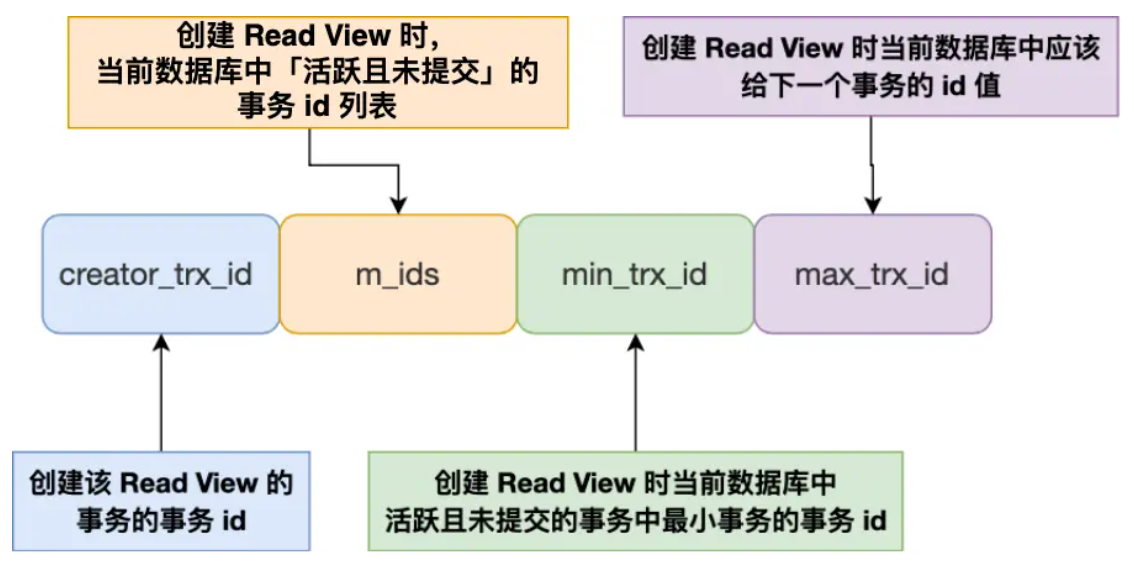 创建 Read View 时，
当前数据库中「活跃且未提交」的
事务 id 列表
创建 Read View 时当前数据库中应该
给下一个事务的 id 值
creator_trx_id
m_ids
min_trx_id
max_trx_id
创建该 Read View 的
事务的事务 id
创建 Read View 时当前数据库中
活跃且未提交的事务中最小事务的事务 id